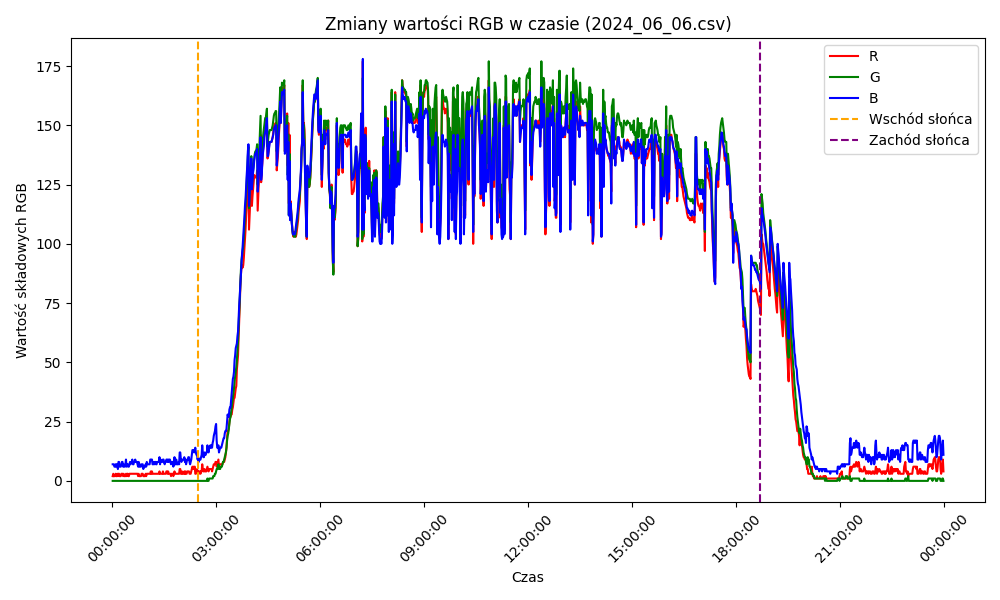 Zmiany wartości RGB w czasie (2024_06_06.csv)
R
G
B
Wschód słońca
Zachód słońca
Wartość składowych RGB
175
150
125
100
75
50
25
0
00:00:00
03:00:00
06:00:00
09:00:00
12:00:00
15:00:00
18:00:00
21:00:00
00:00:00
Czas